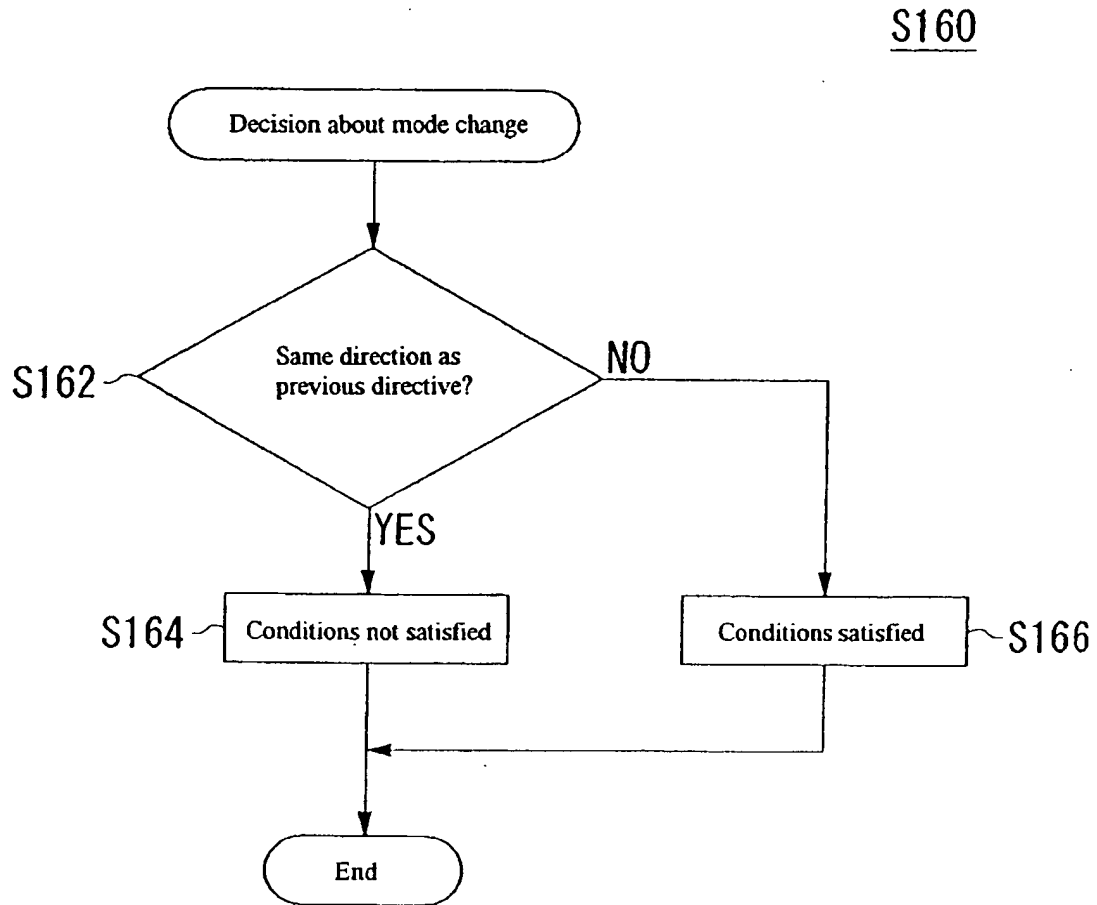 S160
Decision about mode change
Same direction as
previous directive?
S162
NO
YES
S164
Conditions not satisfied
Conditions satisfied
S166
End